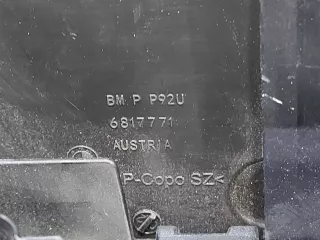 BM P P92U
6817771
AUSTRIA
P-Copo SZ<